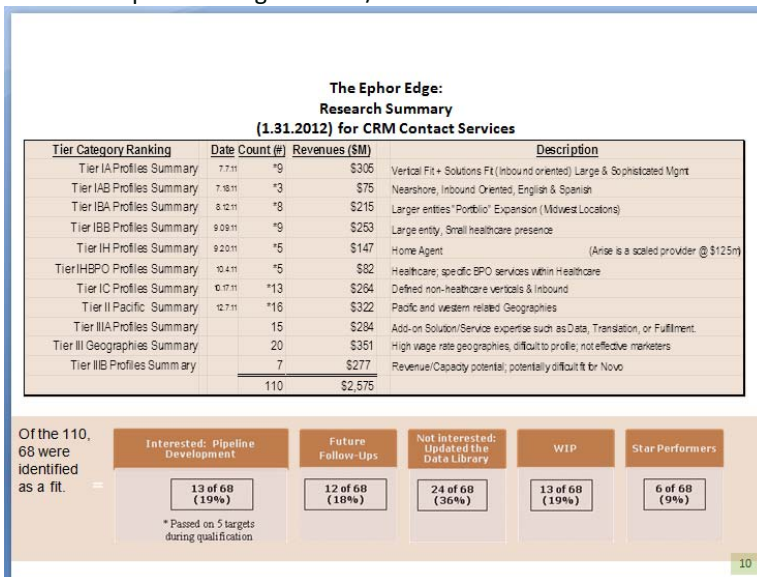 The Ephor Edge:
Research Summary
(1.31.2012) for CRM Contact Services
Tier Category Ranking Date Count (#) Revenues ($M) Description
Tier IA Profiles Summary 7.7.11 *9 $305 Vertical Fit + Solutions Fit (Inbound oriented) Large & Sophisticated Mgmt
Tier IAB Profiles Summary 7.18.11 *3 $75 Nearshore, Inbound Oriented, English & Spanish
Tier IBA Profiles Summary 8.12.11 *8 $215 Larger entities "Portfolio" Expansion (Midwest Locations)
Tier IBB Profiles Summary 9.09.11 *9 $253 Large entity, Small healthcare presence
Tier IH Profiles Summary 9.20.11 *5 $147 Home Agent (Arise is a scaled provider @ $125m)
Tier IHBPO Profiles Summary 10.4.11 *5 $82 Healthcare; specific BPO services within Healthcare
Tier IC Profiles Summary 10.17.11 *13 $264 Defined non-healthcare verticals & Inbound
Tier II Pacific Summary 12.7.11 *16 $322 Pacific and western related Geographies
Tier IIIA Profiles Summary 15 $284 Add-on Solution/Service expertise such as Data, Translation, or Fulfillment.
Tier III Geographies Summary 20 $351 High wage rate geographies, difficult to profile; not effective marketers
Tier IIIB Profiles Summary 7 $277 Revenue/Capacity potential; potentially difficult fit for Novo
110 $2,575
Of the 110,
68 were
identified
as a fit. =
Interested: Pipeline
Development
13 of 68
(19%)
* Passed on 5 targets
during qualification
Future
Follow-Ups
12 of 68
(18%)
Not interested:
Updated the
Data Library
24 of 68
(36%)
WIP
13 of 68
(19%)
Star Performers
6 of 68
(9%)
10